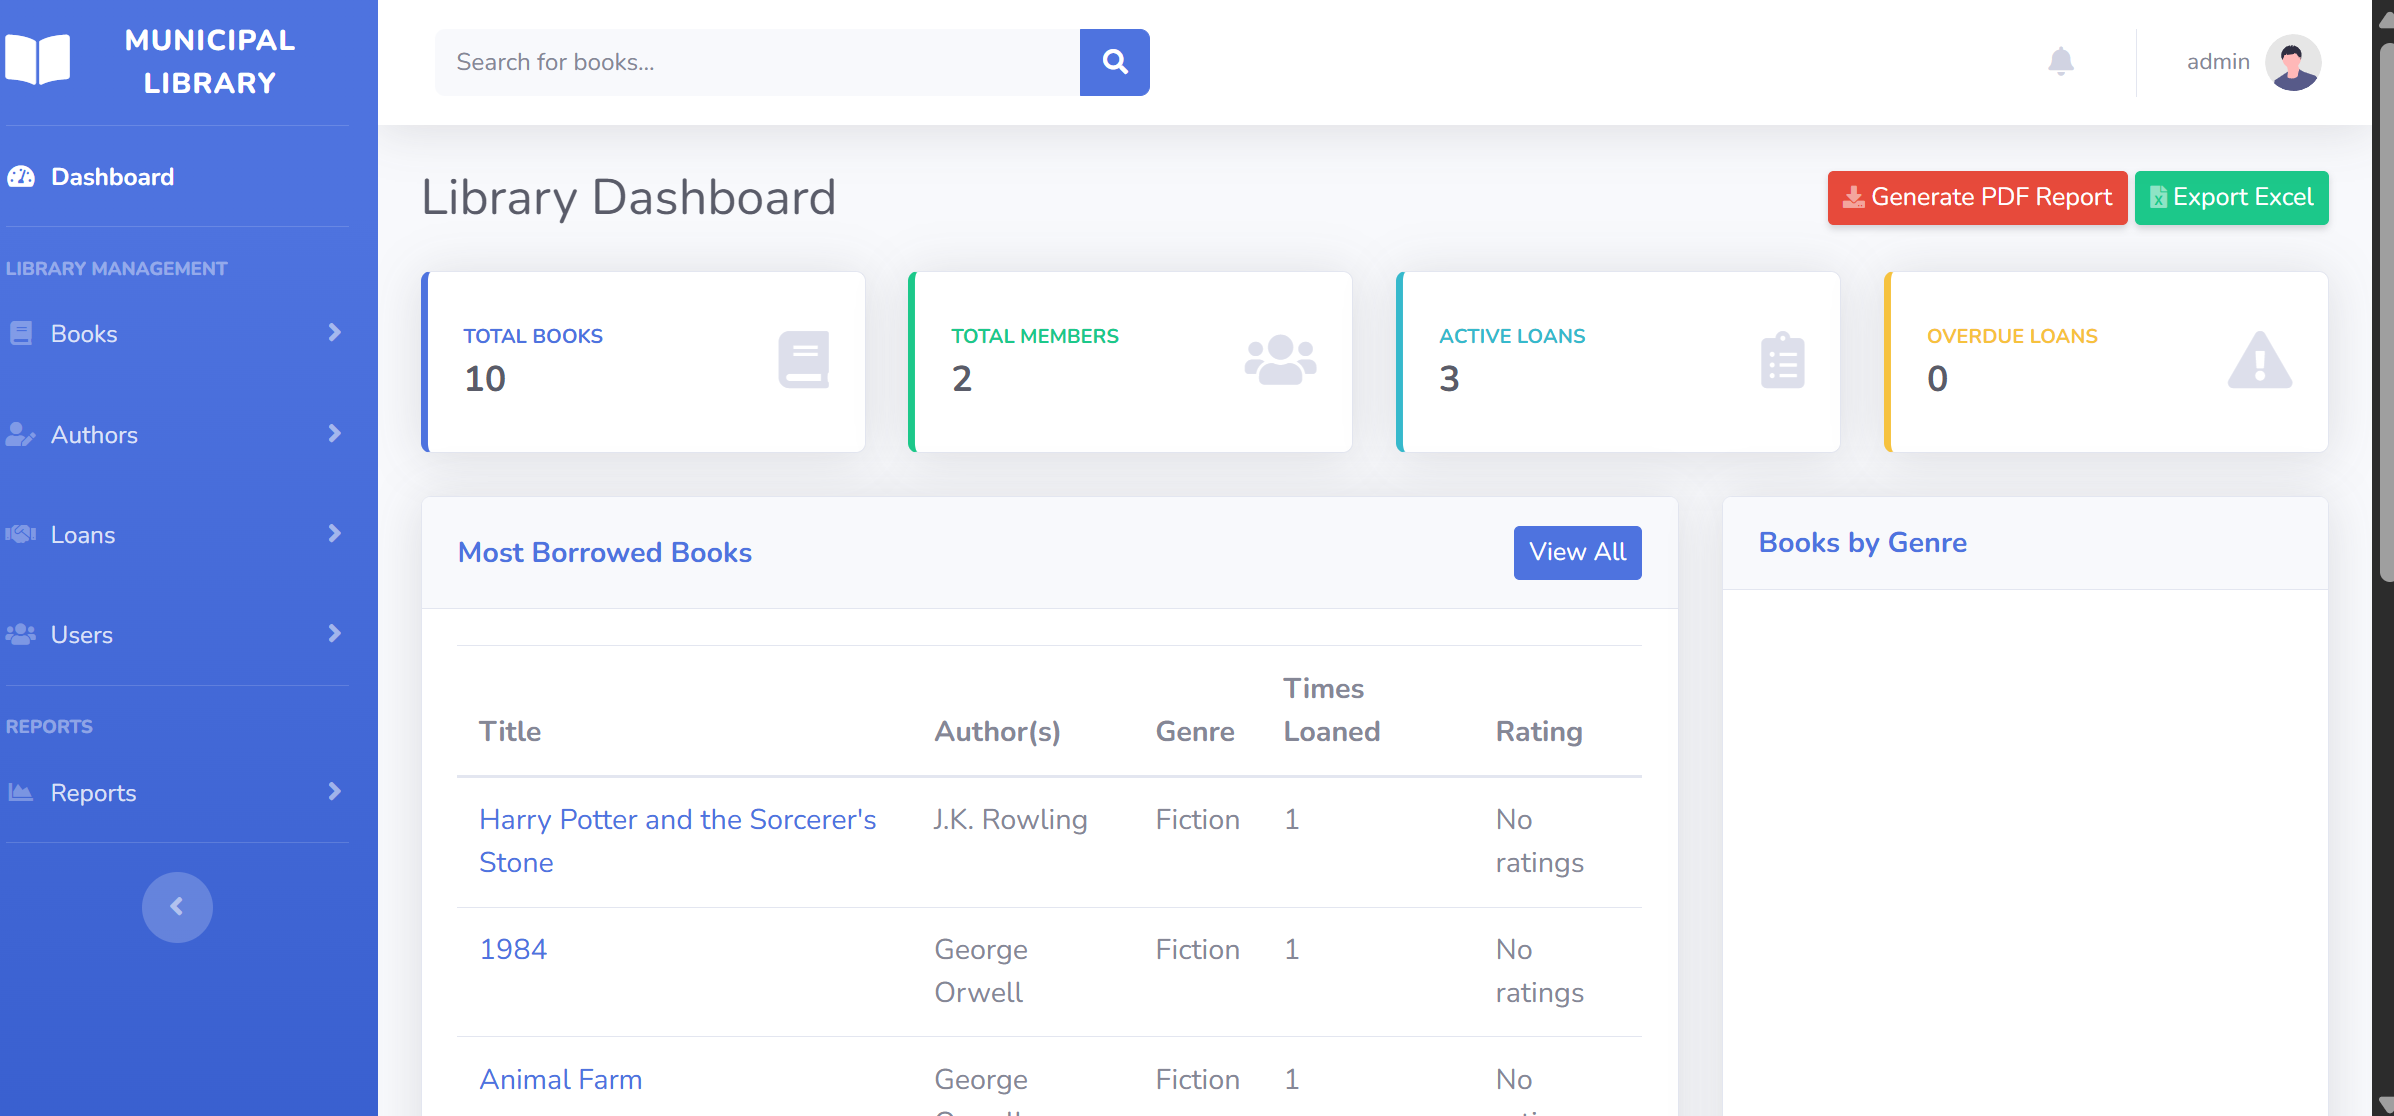 MUNICIPAL
LIBRARY
Dashboard
LIBRARY MANAGEMENT
Books
Authors
Loans
Users
REPORTS
Reports
Search for books...
admin
Library Dashboard
Generate PDF Report
Export Excel
TOTAL BOOKS
10
TOTAL MEMBERS
2
ACTIVE LOANS
3
OVERDUE LOANS
0
Most Borrowed Books
View All
Title Author(s) Genre Times Loaned Rating
Harry Potter and the Sorcerer's Stone J.K. Rowling Fiction 1 No ratings
1984 George Orwell Fiction 1 No ratings
Animal Farm George Fiction 1 No
Books by Genre